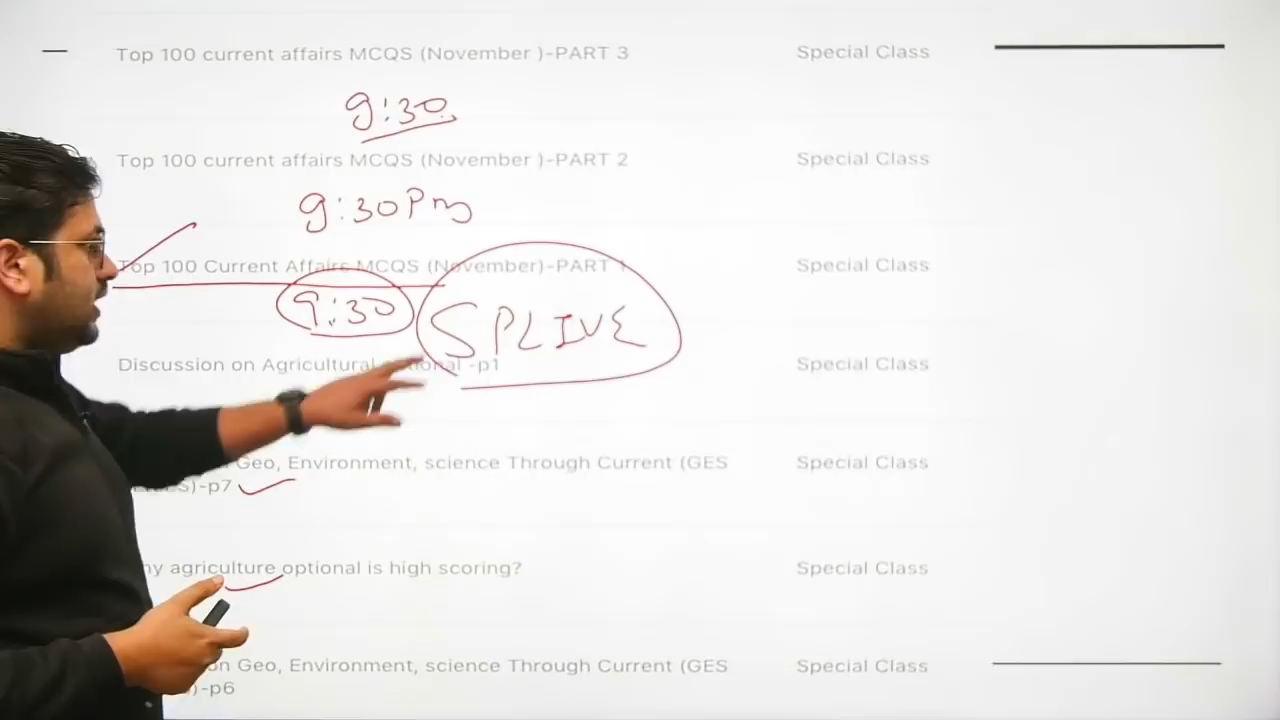 Top 100 current affairs MCQS (November )-PART 3 Special Class
9:30
Top 100 current affairs MCQS (November )-PART 2 Special Class
9:30 Pm
Top 100 Current Affairs MCQS (November)-PART 1 Special Class
9:30 SPLIVE
Discussion on Agricultural optional -p1 Special Class
Geo, Environment, science Through Current (GES Special Class
)-p7
agriculture optional is high scoring? Special Class
Geo, Environment, science Through Current (GES Special Class
)-p6